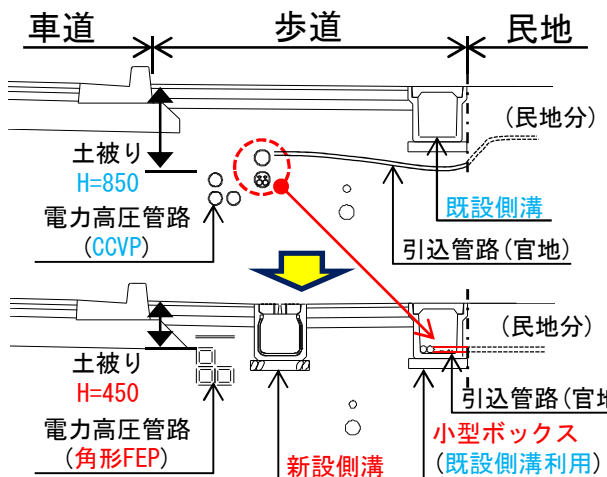 車道 歩道 民地
(民地分)
土被り
H=850
既設側溝
電力高圧管路
(CCVP)
引込管路(官地)
(民地分)
土被り
H=450
引込管路(官地
電力高圧管路
(角形FEP)
新設側溝
小型ボックス
(既設側溝利用)